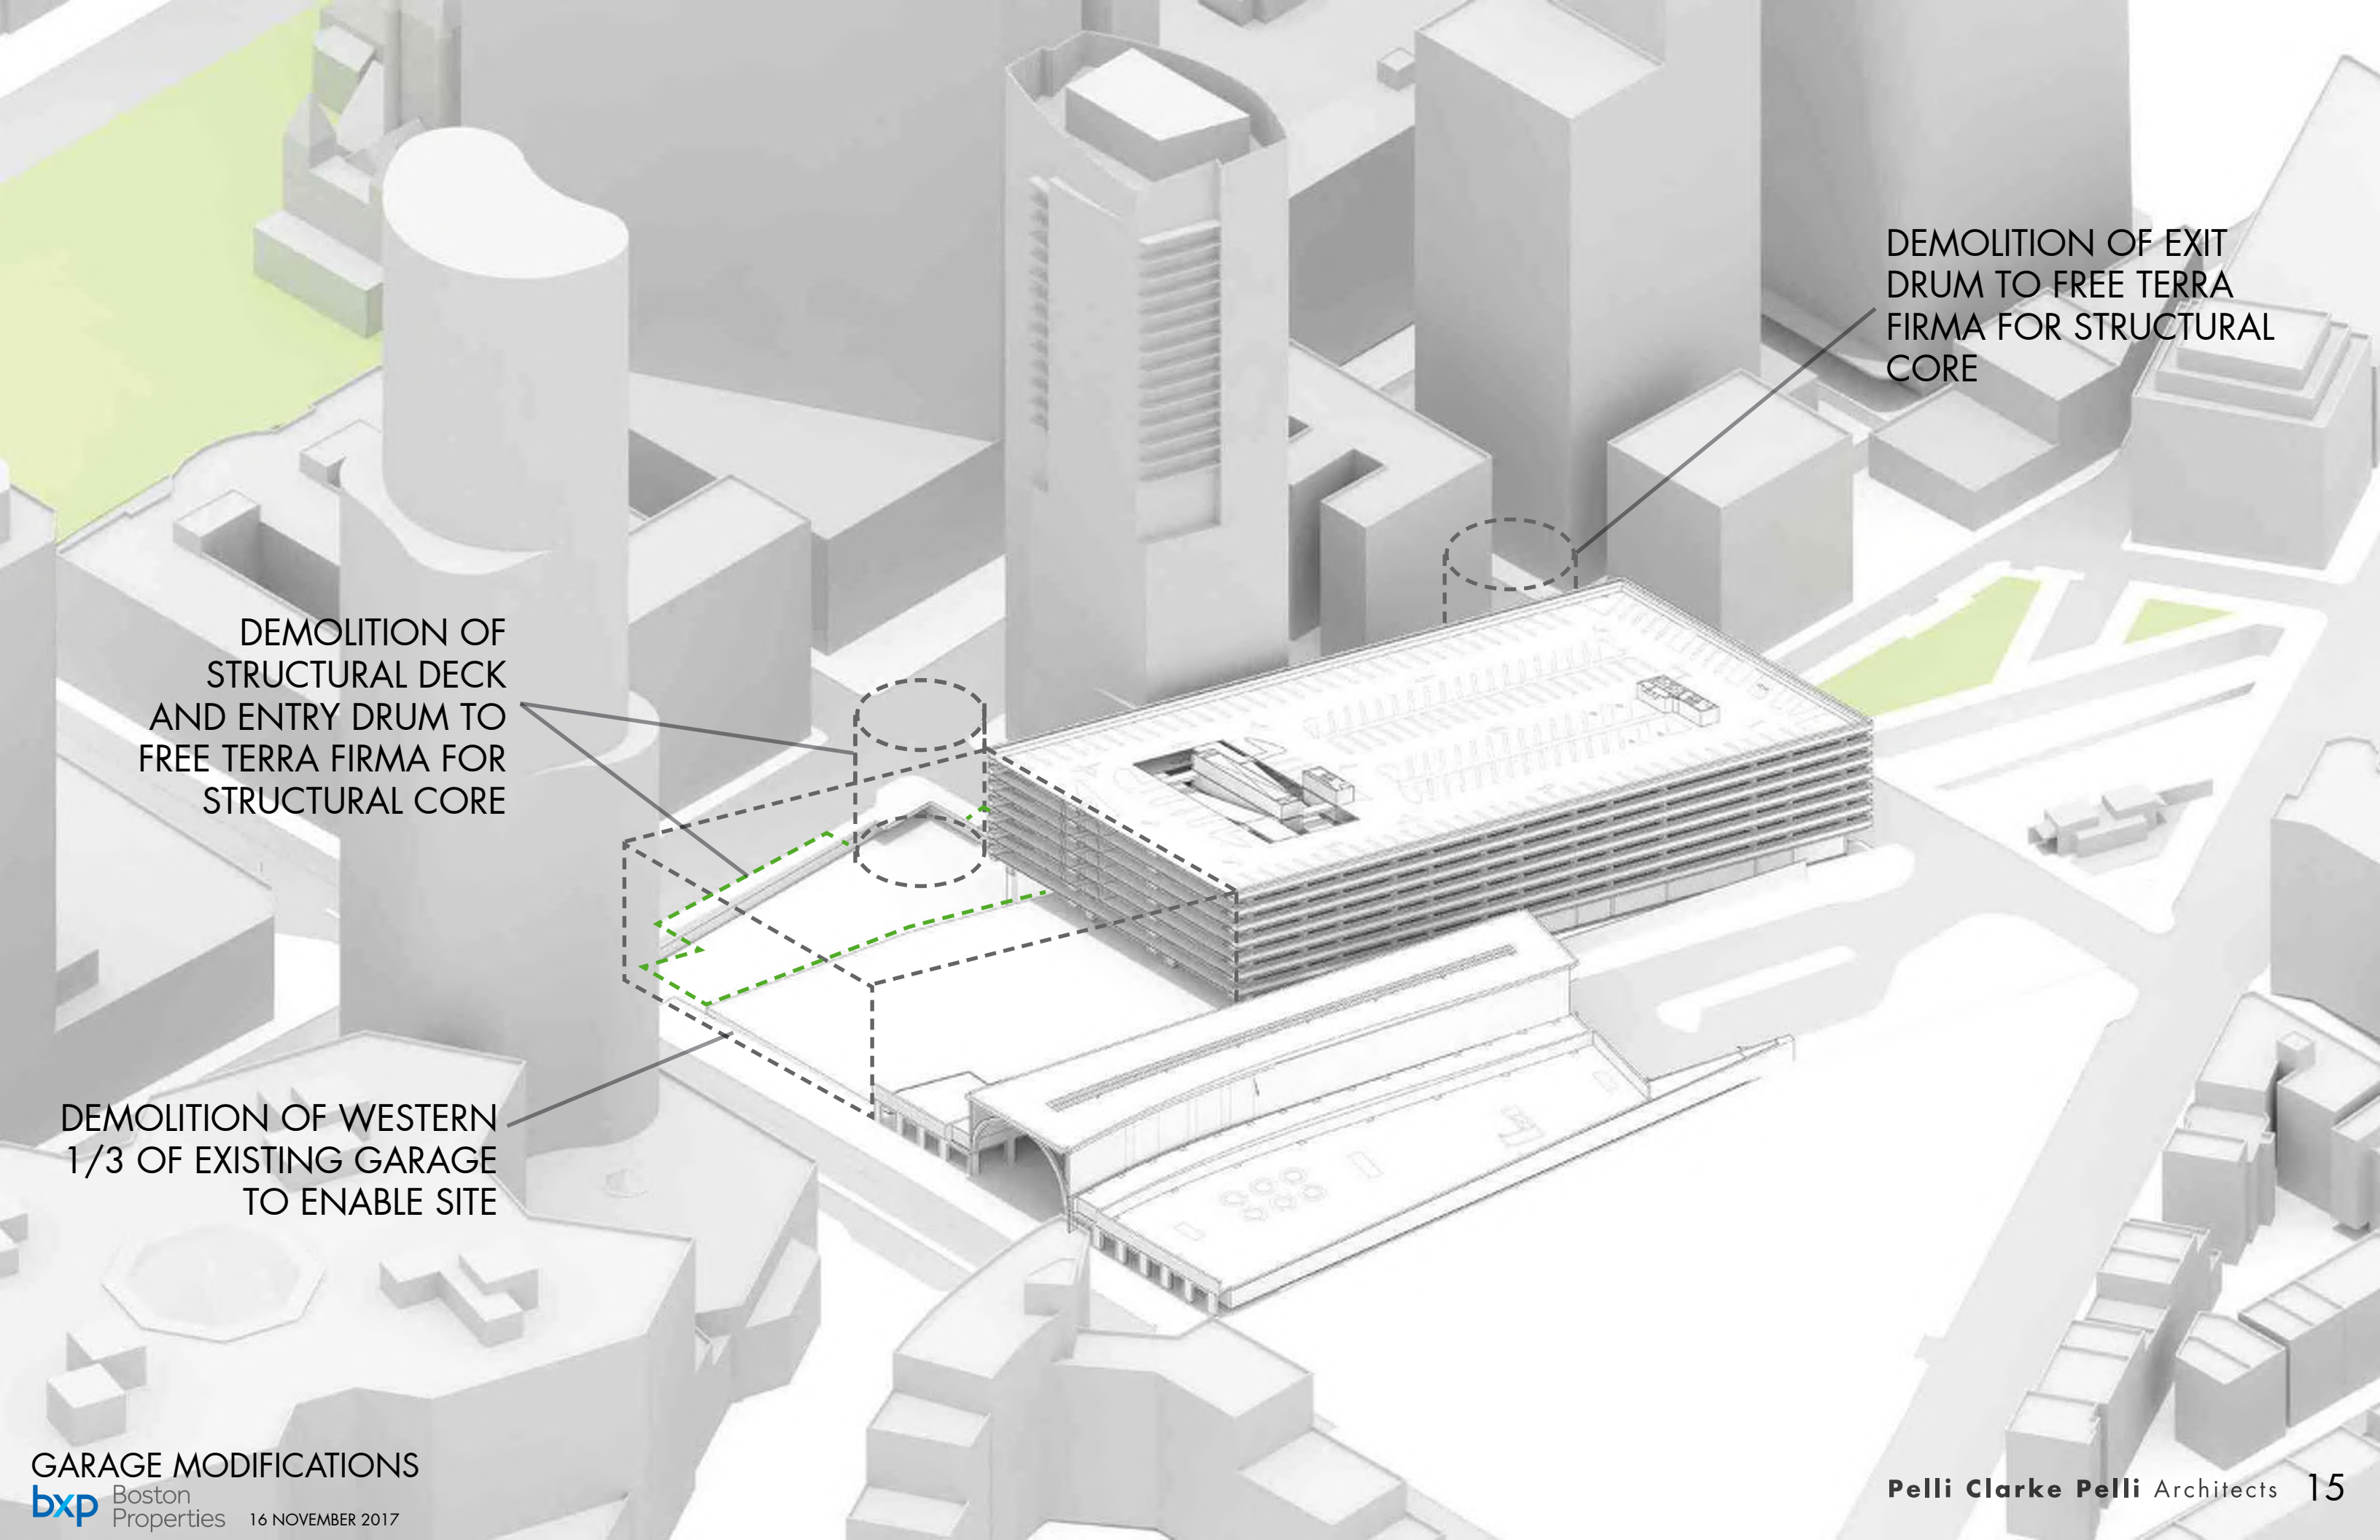 DEMOLITION OF EXIT
DRUM TO FREE TERRA
FIRMA FOR STRUCTURAL
CORE
DEMOLITION OF
STRUCTURAL DECK
AND ENTRY DRUM TO
FREE TERRA FIRMA FOR
STRUCTURAL CORE
DEMOLITION OF WESTERN
1/3 OF EXISTING GARAGE
TO ENABLE SITE
GARAGE MODIFICATIONS
bxp Boston
Properties
16 NOVEMBER 2017
Pelli Clarke Pelli Architects 15